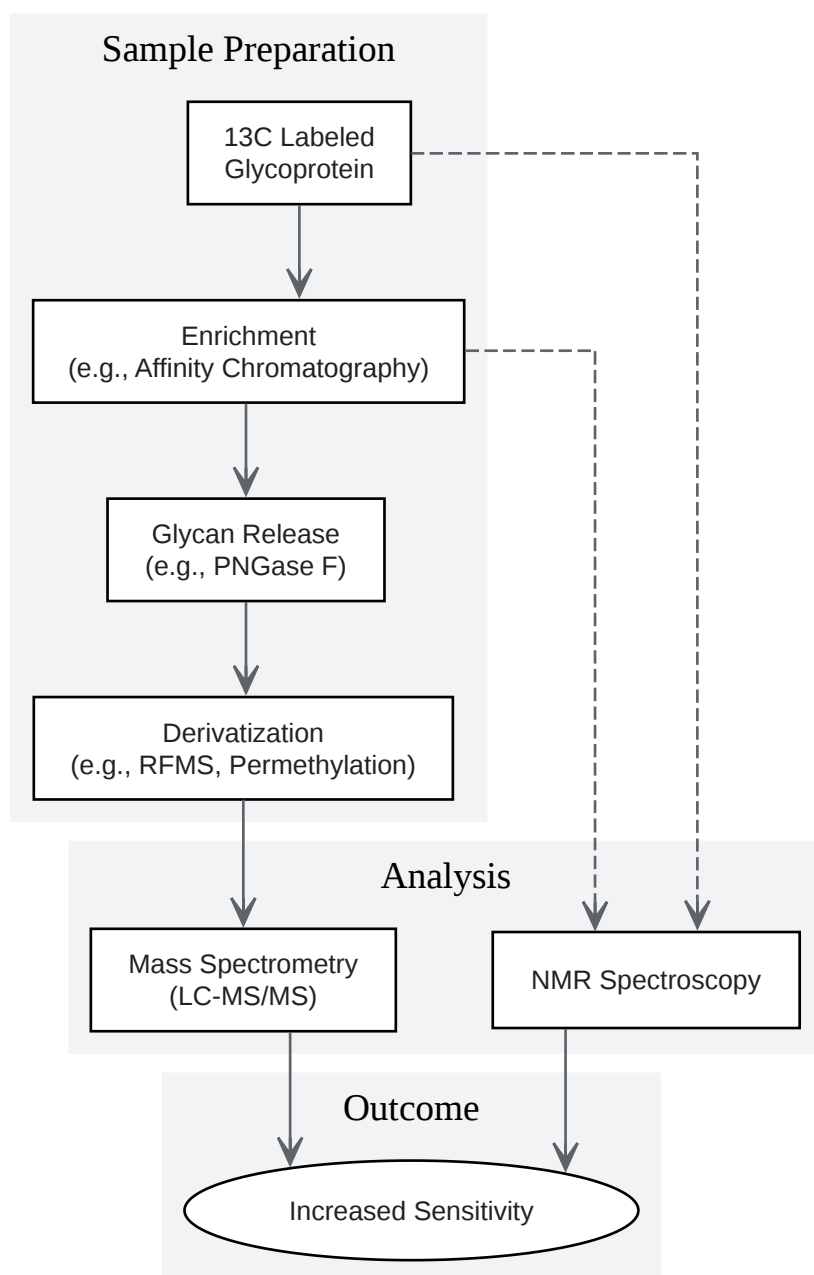 Sample Preparation
13C Labeled
Glycoprotein
Enrichment
(e.g., Affinity Chromatography)
Glycan Release
(e.g., PNGase F)
Derivatization
(e.g., RFMS, Permethylation)
Analysis
Mass Spectrometry
(LC-MS/MS)
NMR Spectroscopy
Outcome
Increased Sensitivity